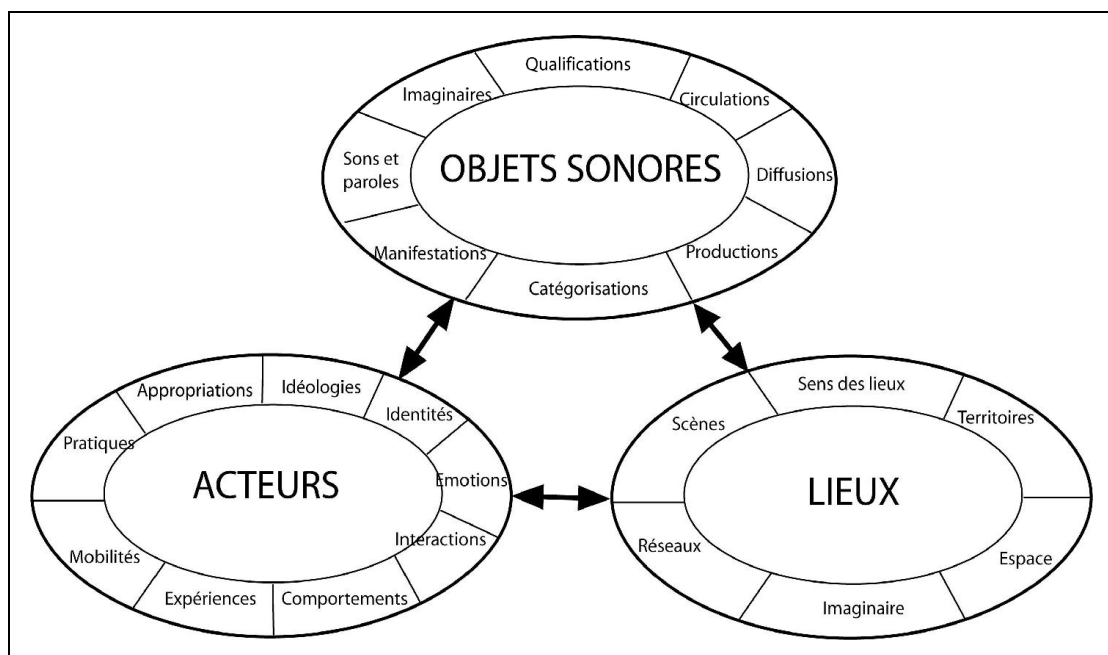 Qualifications
Imaginaires
Circulations
Sons et
paroles
OBJETS SONORES
Diffusions
Manifestations
Productions
Catégorisations
Appropriations
Idéologies
Identités
Pratiques
ACTEURS
Emotions
Mobilités
Intéractions
Expériences
Comportements
Sens des lieux
Scènes
Territoires
LIEUX
Réseaux
Espace
Imaginaire